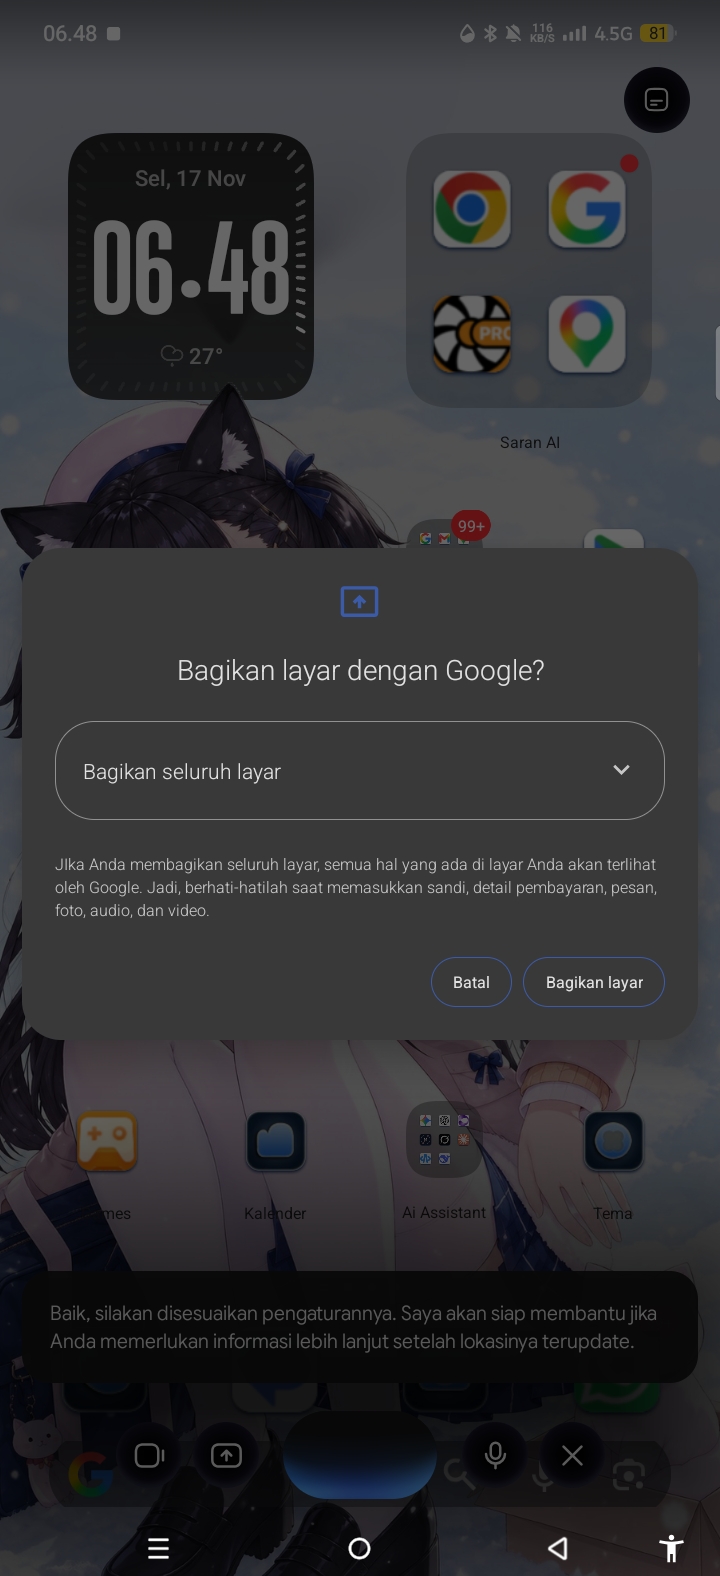 06.48
116
KB/S
4.5G
81
Sel, 17 Nov
06.48
27°
PRO
Saran AI
99+
Bagikan layar dengan Google?
Bagikan seluruh layar
JIka Anda membagikan seluruh layar, semua hal yang ada di layar Anda akan terlihat
oleh Google. Jadi, berhati-hatilah saat memasukkan sandi, detail pembayaran, pesan,
foto, audio, dan video.
Batal
Bagikan layar
Kalender
Ai Assistant
Tema
Baik, silakan disesuaikan pengaturannya. Saya akan siap membantu jika
Anda memerlukan informasi lebih lanjut setelah lokasinya terupdate.